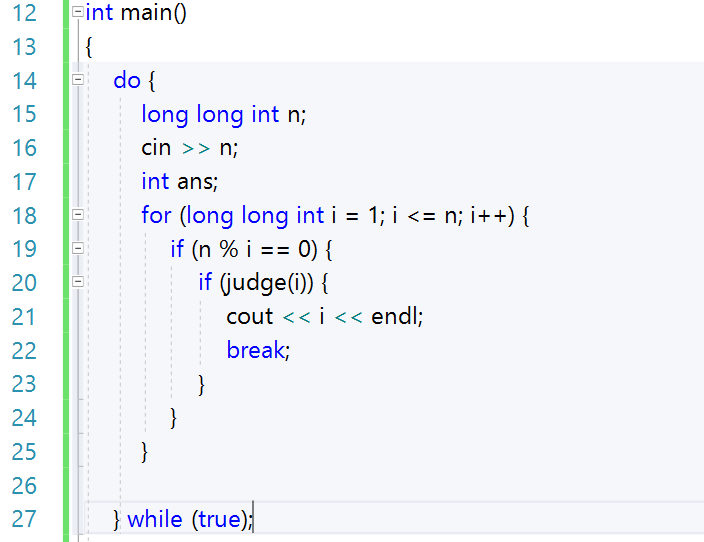 12 int main()
13 {
14 do {
15 long long int n;
16 cin >> n;
17 int ans;
18 for (long long int i = 1; i <= n; i++) {
19 if (n % i == 0) {
20 if (judge(i)) {
21 cout << i << endl;
22 break;
23 }
24 }
25 }
26
27 } while (true);